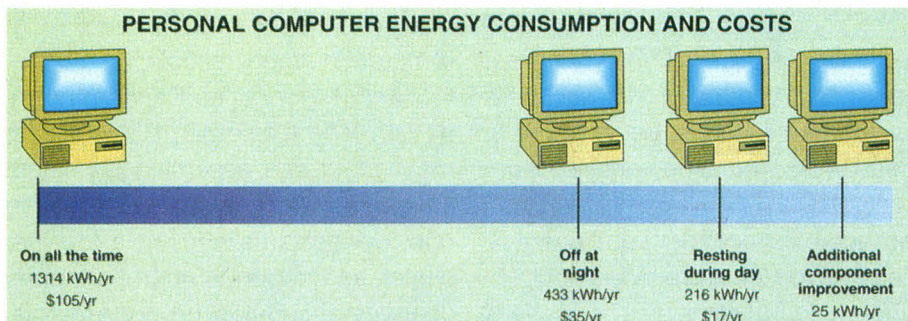 PERSONAL COMPUTER ENERGY CONSUMPTION AND COSTS
On all the time
1314 kWh/yr
$105/yr
Off at
night
433 kWh/yr
$35/yr
Resting
during day
216 kWh/yr
$17/yr
Additional
component
improvement
25 kWh/yr